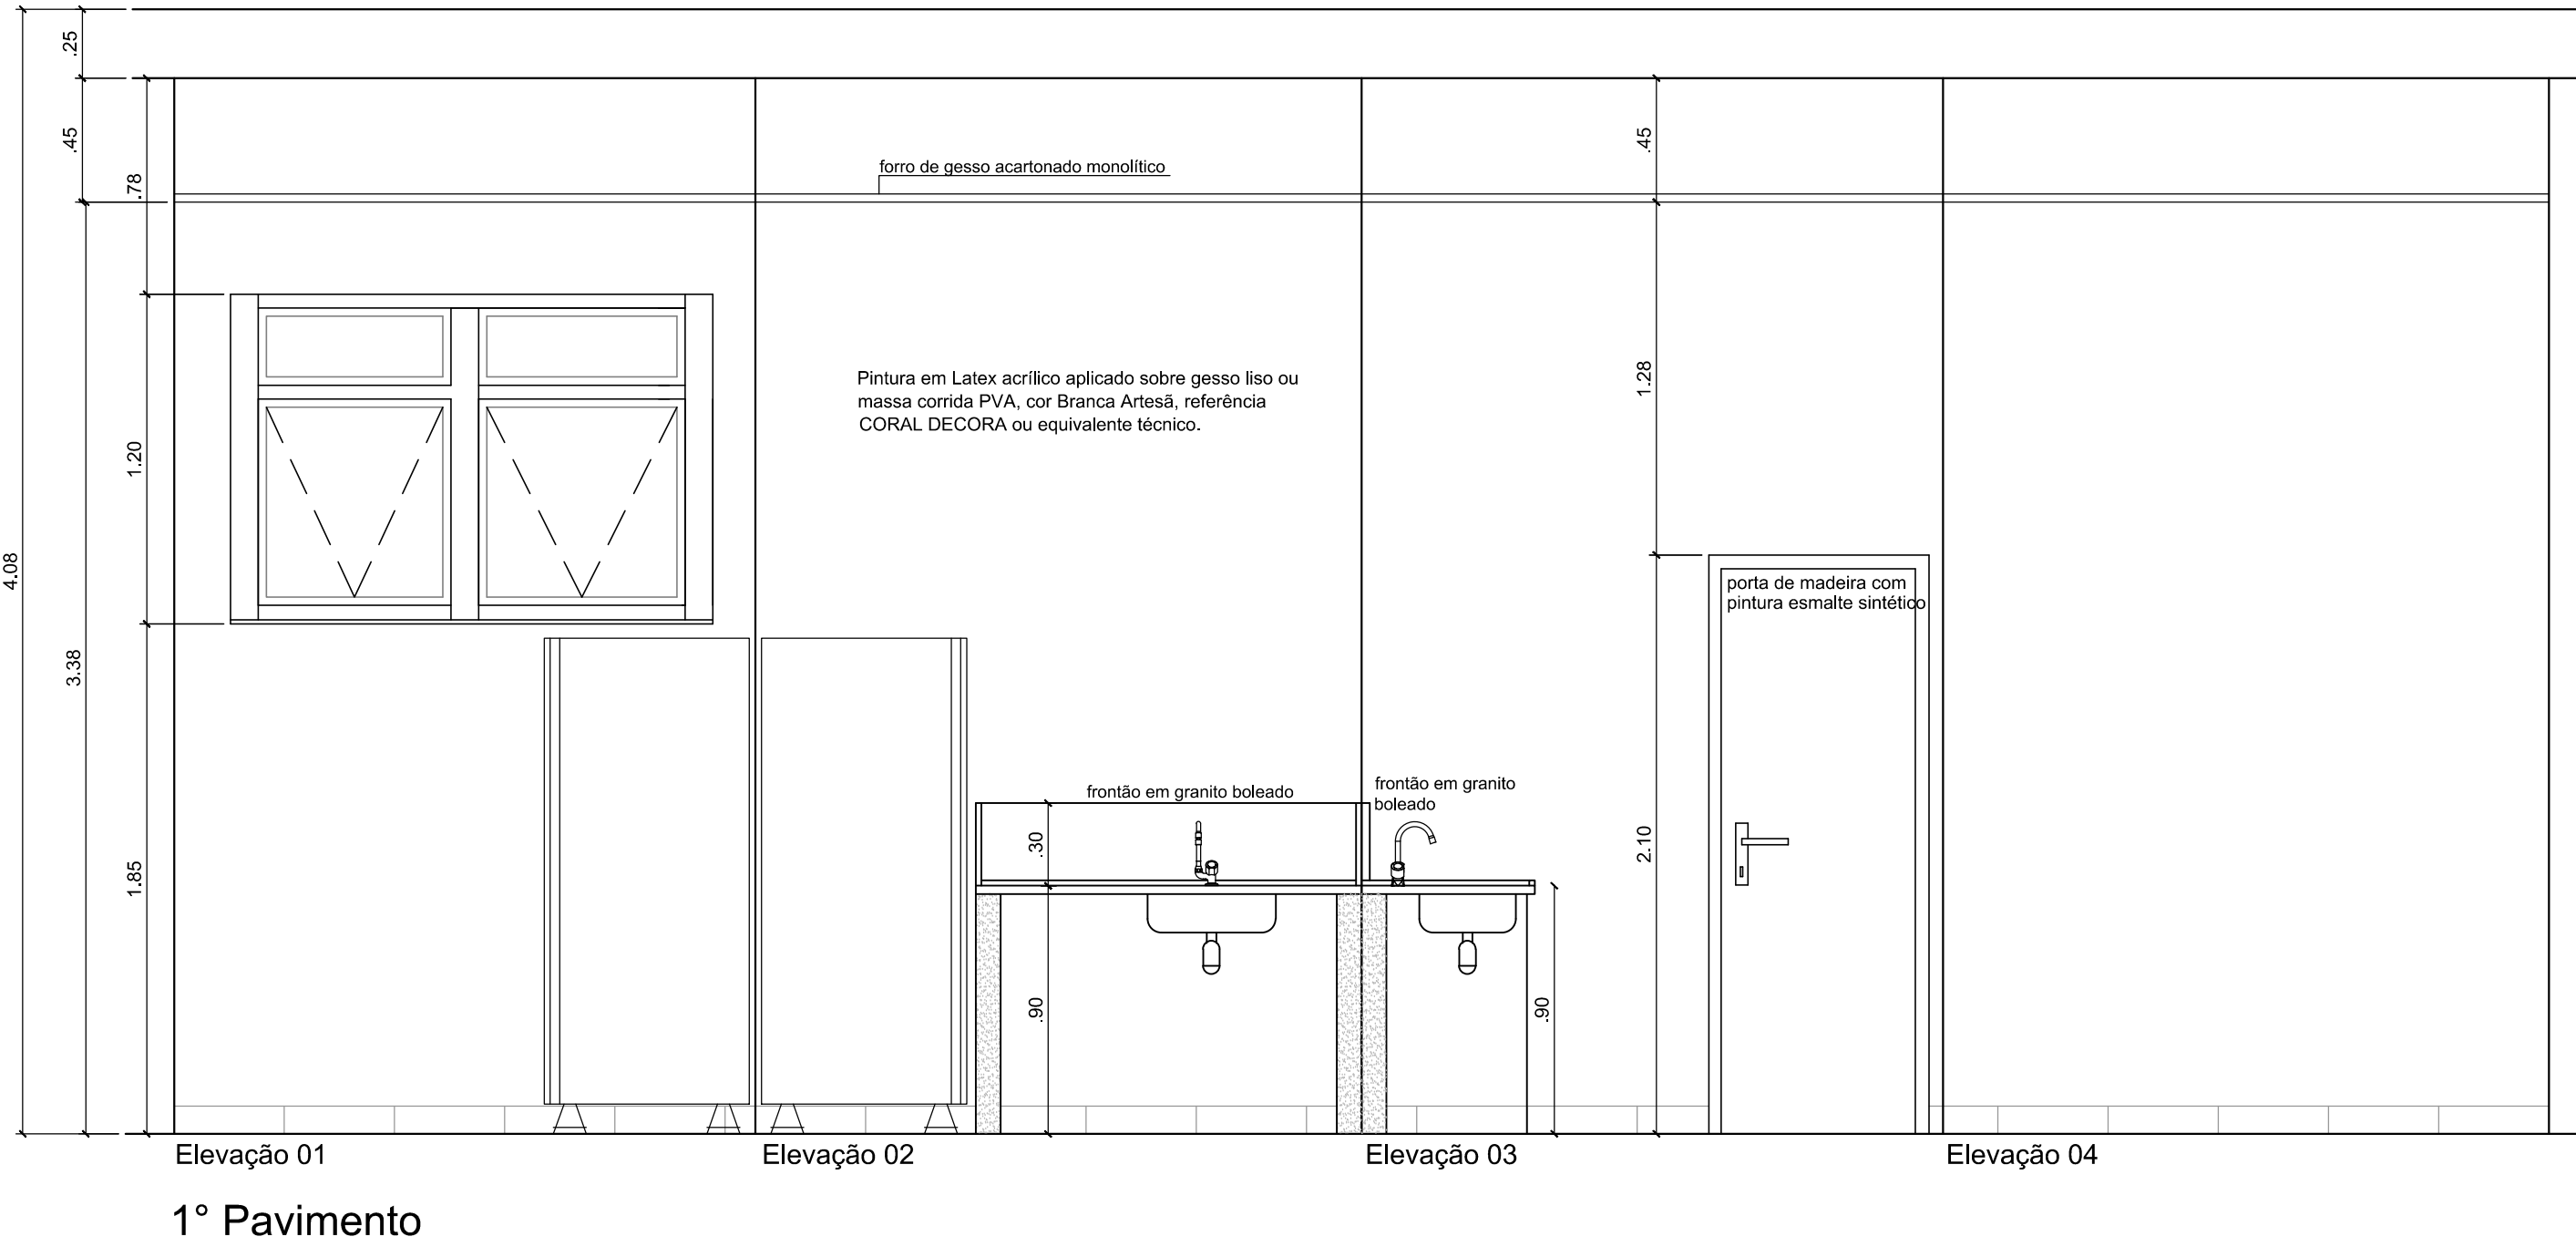 .25
.45
.78
.45
forro de gesso acartonado monolítico
1.28
Pintura em Latex acrílico aplicado sobre gesso liso ou
massa corrida PVA, cor Branca Artesã, referência
CORAL DECORA ou equivalente técnico.
1.20
4.08
3.38
porta de madeira com
pintura esmalte sintético
frontão em granito boleado
frontão em granito
boleado
.30
2.10
1.85
.90
.90
Elevação 01
Elevação 02
Elevação 03
Elevação 04
1° Pavimento